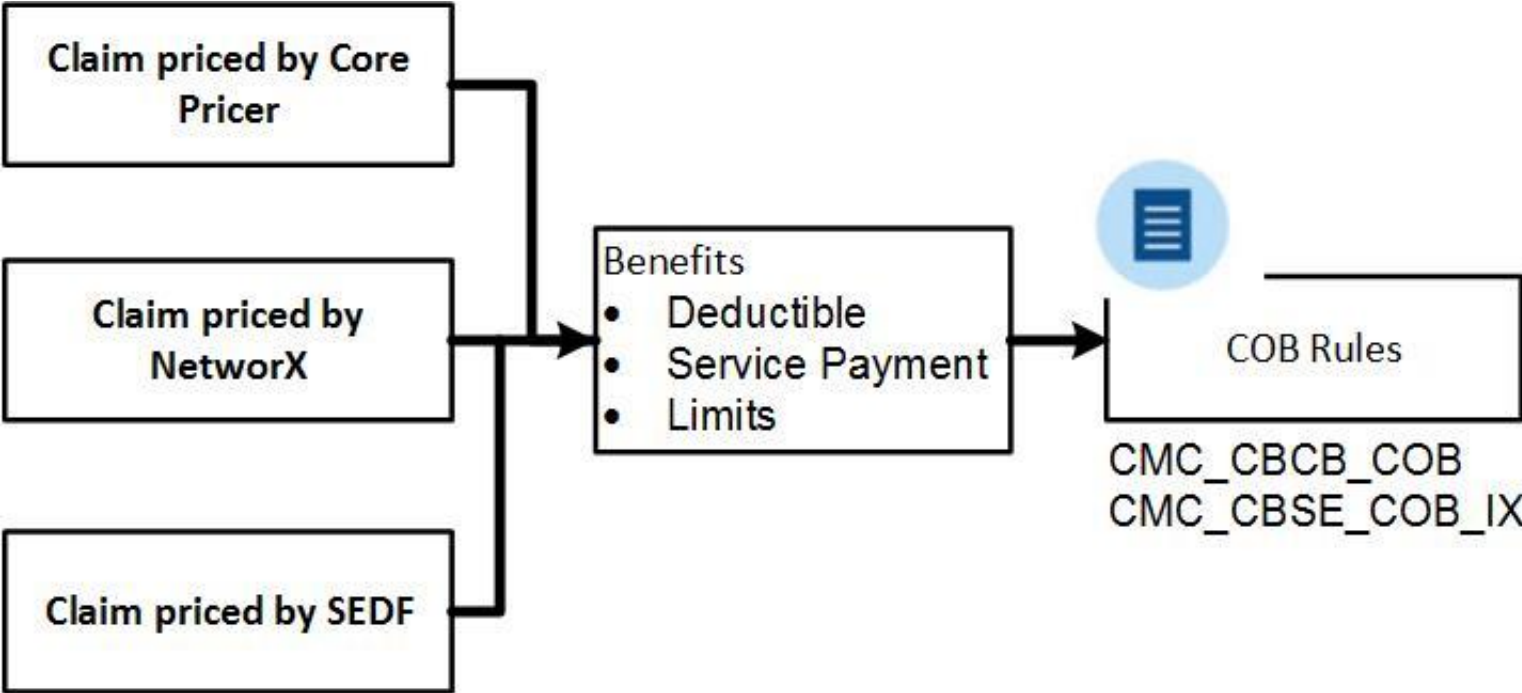 Claim priced by Core
Pricer
Claim priced by
NetworX
Claim priced by SEDF
Benefits
• Deductible
• Service Payment
• Limits
COB Rules
CMC_CBCB_COB
CMC_CBSE_COB_IX